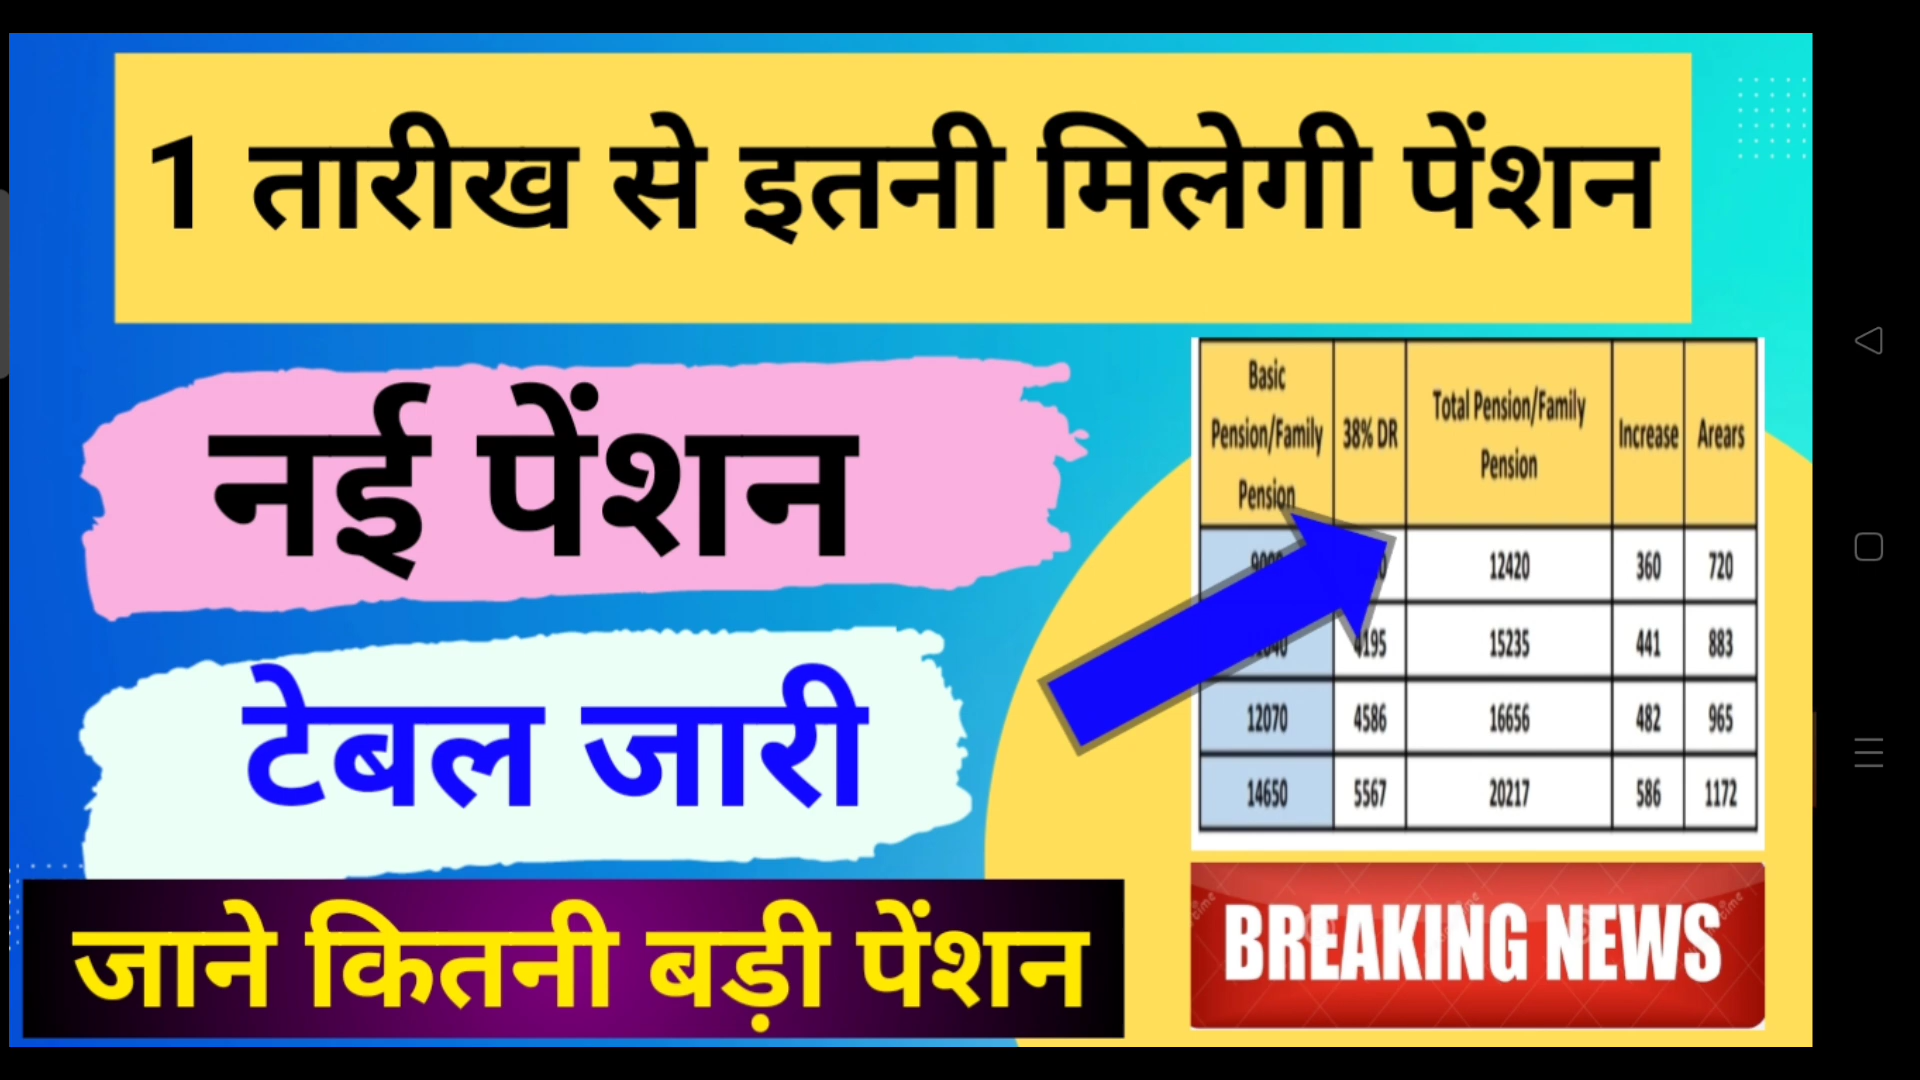 1 तारीख से इतनी मिलेगी पेंशन
नई पेंशन
टेबल जारी
जाने कितनी बड़ी पेंशन
Basic Pension/Family Pension 38% DR Total Pension/Family Pension Increase Arears
12420 360 720
4195 15235 441 883
12070 4586 16656 482 965
14650 5567 20217 586 1172
BREAKING NEWS